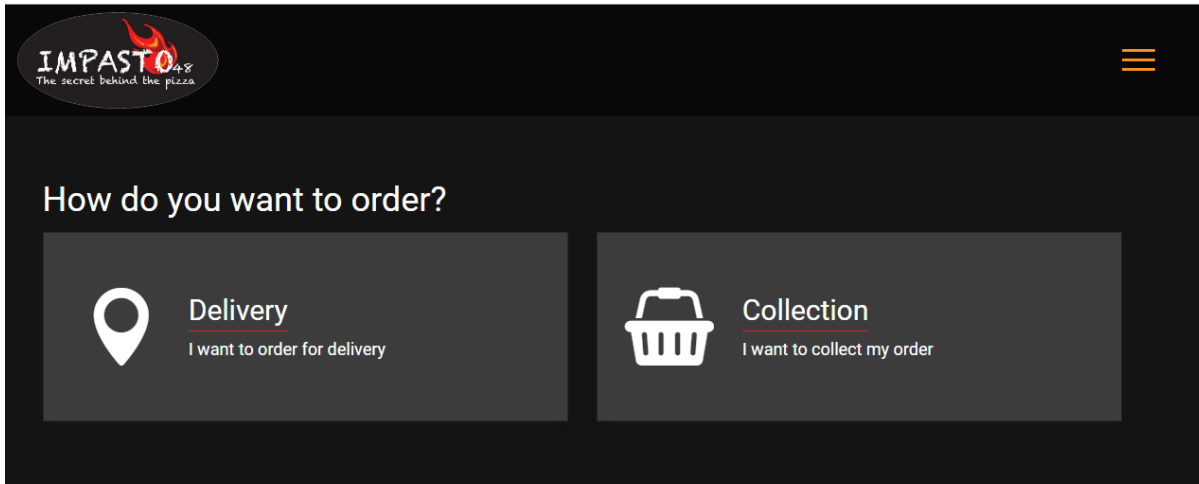 IMPASTO48
The secret behind the pizza
How do you want to order?
Delivery
I want to order for delivery
Collection
I want to collect my order